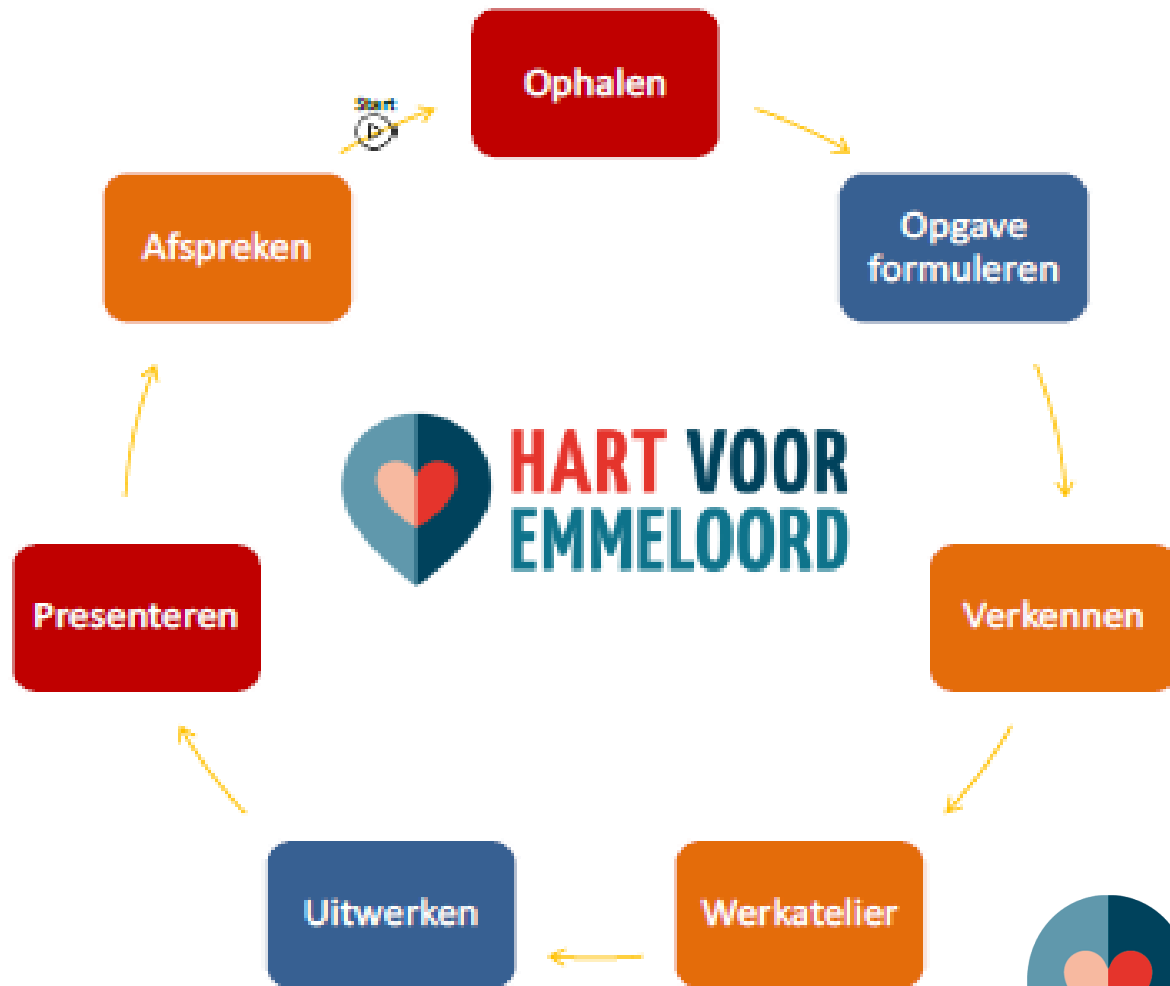 Start
Ophalen
Opgave
formuleren
Verkennen
Werkatelier
Uitwerken
Presenteren
Afspreken
HART VOOR
EMMELOORD